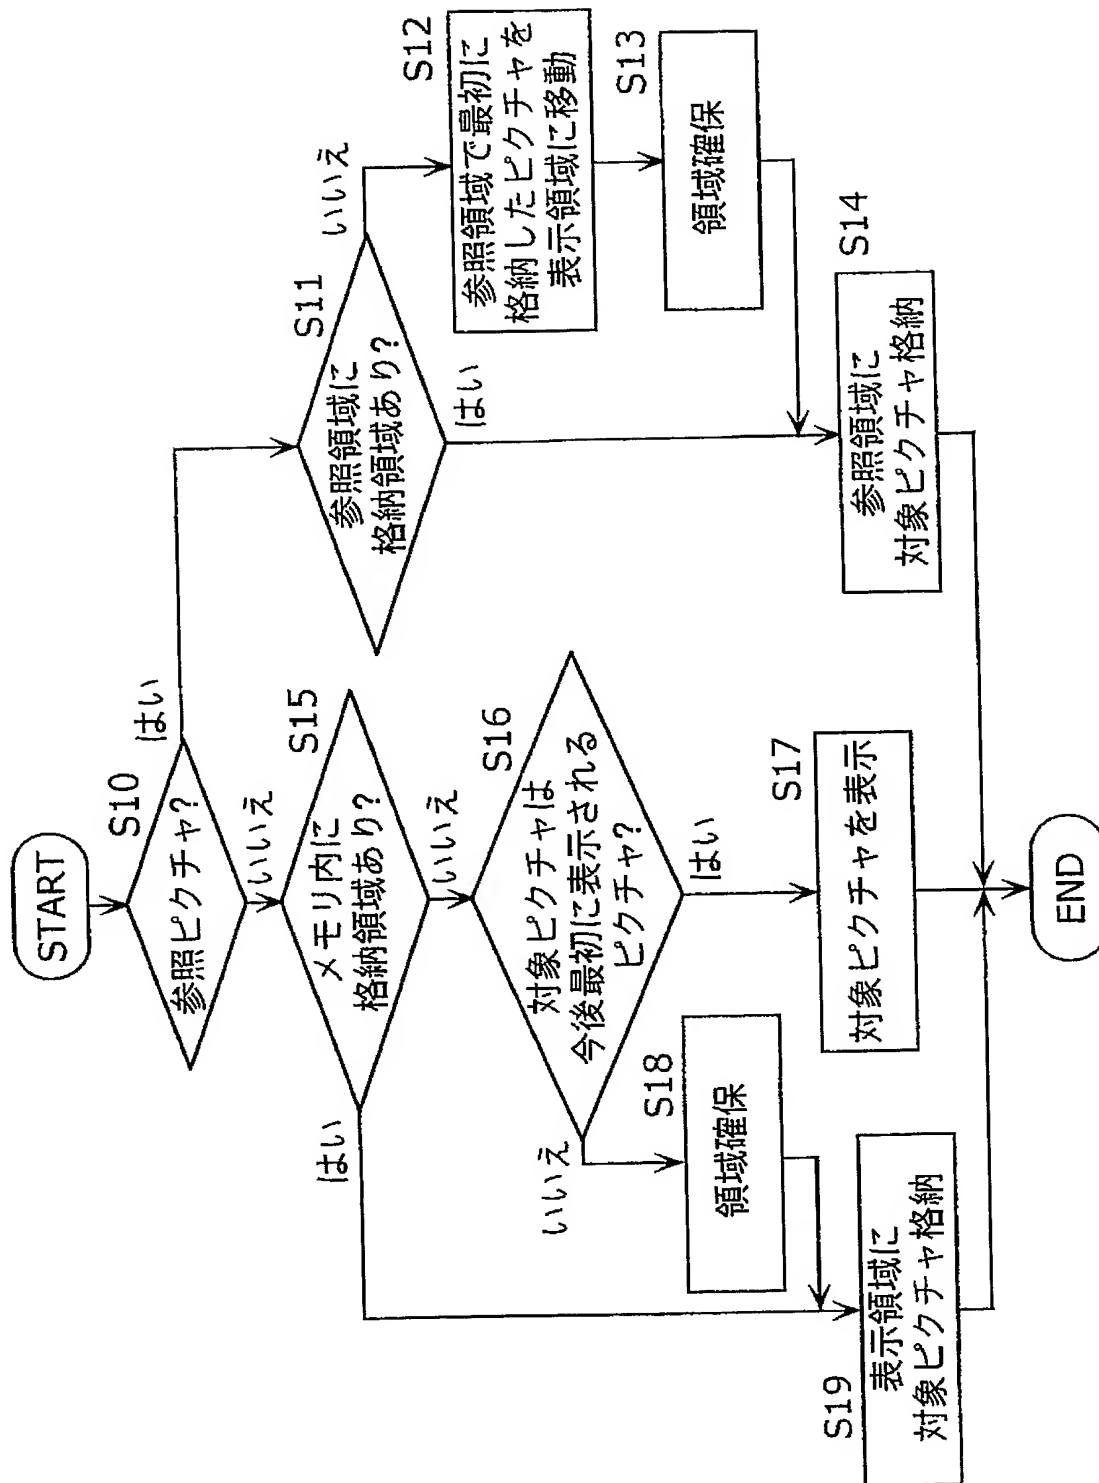 START
S10
参照ピクチャ?
はい
いいえ
S11
参照領域に
格納領域あり?
いいえ
はい
S12
参照領域で最初に
格納したピクチャを
表示領域に移動
S13
領域確保
S14
参照領域に
対象ピクチャ格納
S15
メモリ内に
格納領域あり?
はい
いいえ
S16
対象ピクチャは
今後最初に表示される
ピクチャ?
いいえ
はい
S17
対象ピクチャを表示
S18
領域確保
S19
表示領域に
対象ピクチャ格納
END